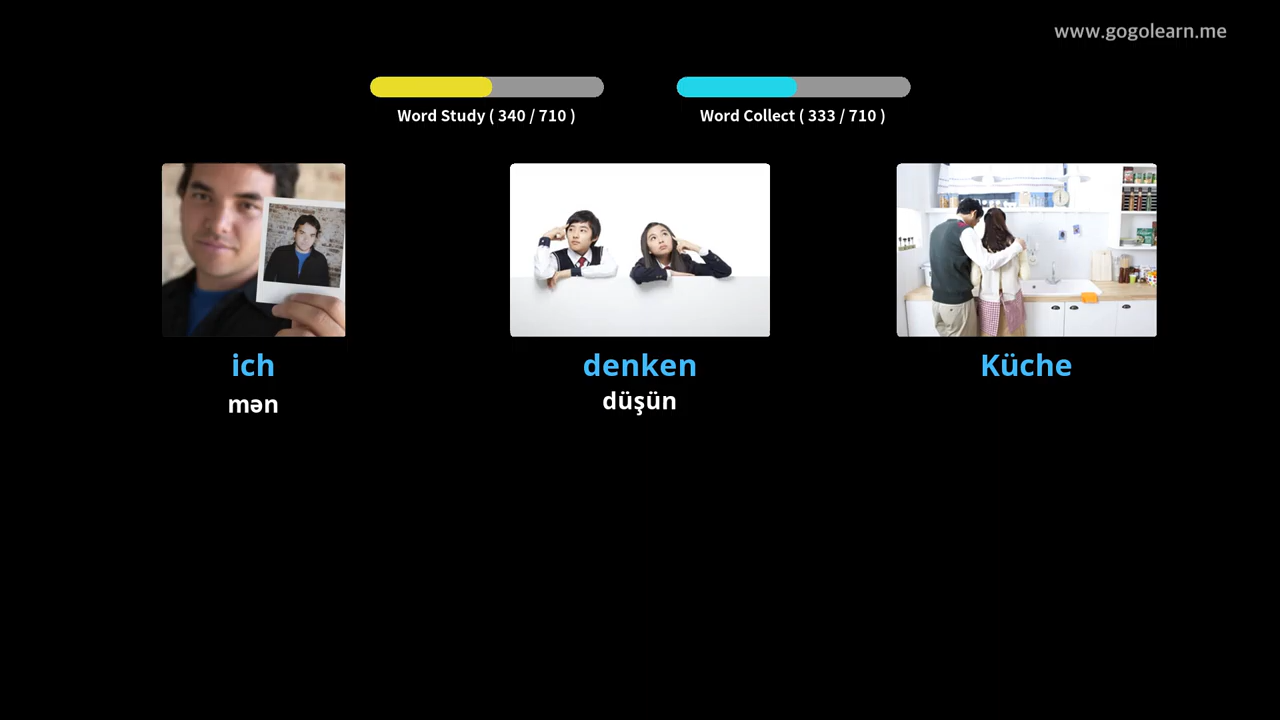 www.gogolearn.me
Word Study ( 340 / 710 )
Word Collect ( 333 / 710 )
ich
mən
denken
düşün
Küche